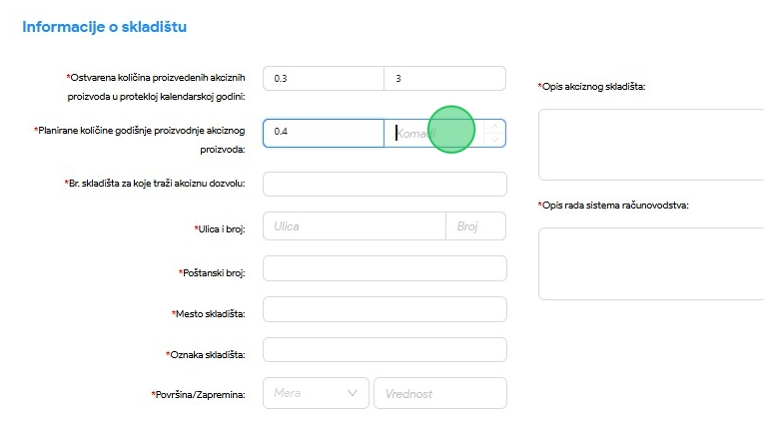 Informacije o skladištu
*Ostvarena količina proizvedenih akciznih
proizvoda u protekloj kalendarskoj godini:
0.3
3
*Planirane količine godišnje proizvodnje akciznog
proizvoda:
0.4
Komadi
*Br. skladišta za koje traži akciznu dozvolu:
*Ulica i broj:
Ulica
Broj
*Poštanski broj:
*Mesto skladišta:
*Oznaka skladišta:
*Površina/Zapremina:
Mera
Vrednost
*Opis akciznog skladišta:
*Opis rada sistema računovodstva: